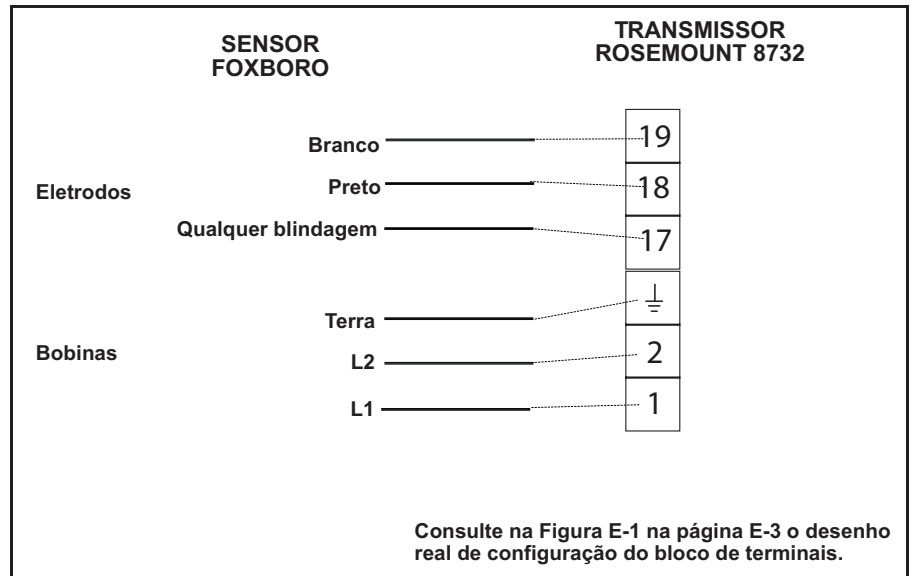 SENSOR
FOXBORO
TRANSMISSOR
ROSEMOUNT 8732
Branco
19
Eletrodos
Preto
18
Qualquer blindagem
17
Terra
Bobinas
L2
2
L1
1
Consulte na Figura E-1 na página E-3 o desenho
real de configuração do bloco de terminais.